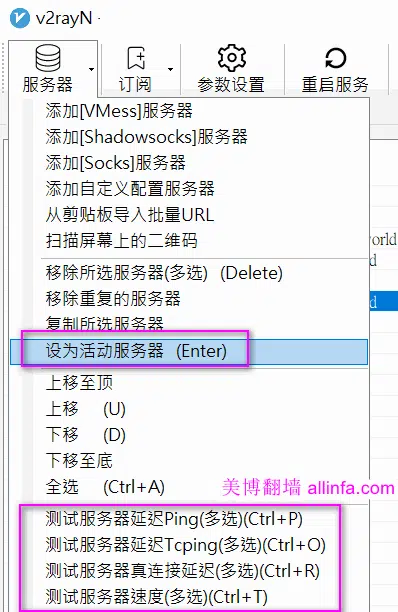 v2rayN ·
服务器 订阅 参数设置 重启服务
添加[VMess]服务器
添加[Shadowsocks]服务器
添加[Socks]服务器
添加自定义配置服务器
从剪贴板导入批量URL
扫描屏幕上的二维码
world
d
移除所选服务器(多选) (Delete)
移除重复的服务器
d
复制所选服务器
设为活动服务器 (Enter)
上移至顶
上移 (U)
下移 (D)
下移至底
全选 (Ctrl+A)
美博翻墙 allinfa.com
测试服务器延迟Ping(多选)(Ctrl+P)
测试服务器延迟Tcping(多选)(Ctrl+O)
测试服务器真连接延迟(多选)(Ctrl+R)
测试服务器速度(多选)(Ctrl+T)